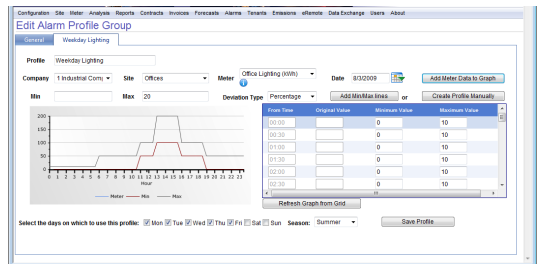 Configuration Site Meter Analysis Reports Contracts Invoices Forecasts Alarms Tenants Emissions eRemote Data Exchange Users About
Edit Alarm Profile Group
General Weekday Lighting
Profile Weekday Lighting
Company 1 Industrial Com Site Offices Meter Office Lighting (kWh) Date 8/3/2009 Add Meter Data to Graph
Min Max 20 Deviation Type Percentage Add Min/Max lines or Create Profile Manually
From Time Original Value Minimum Value Maximum Value
00:00 0 10
00:30 0 10
01:00 0 10
01:30 0 10
02:00 0 10
02:30 0 10
200
150
100
50
0
0 1 2 3 4 5 6 7 8 9 10 11 12 13 14 15 16 17 18 19 20 21 22 23
Hour
Meter Min Max
Refresh Graph from Grid
Select the days on which to use this profile: Mon Tue Wed Thu Fri Sat Sun Season: Summer Save Profile